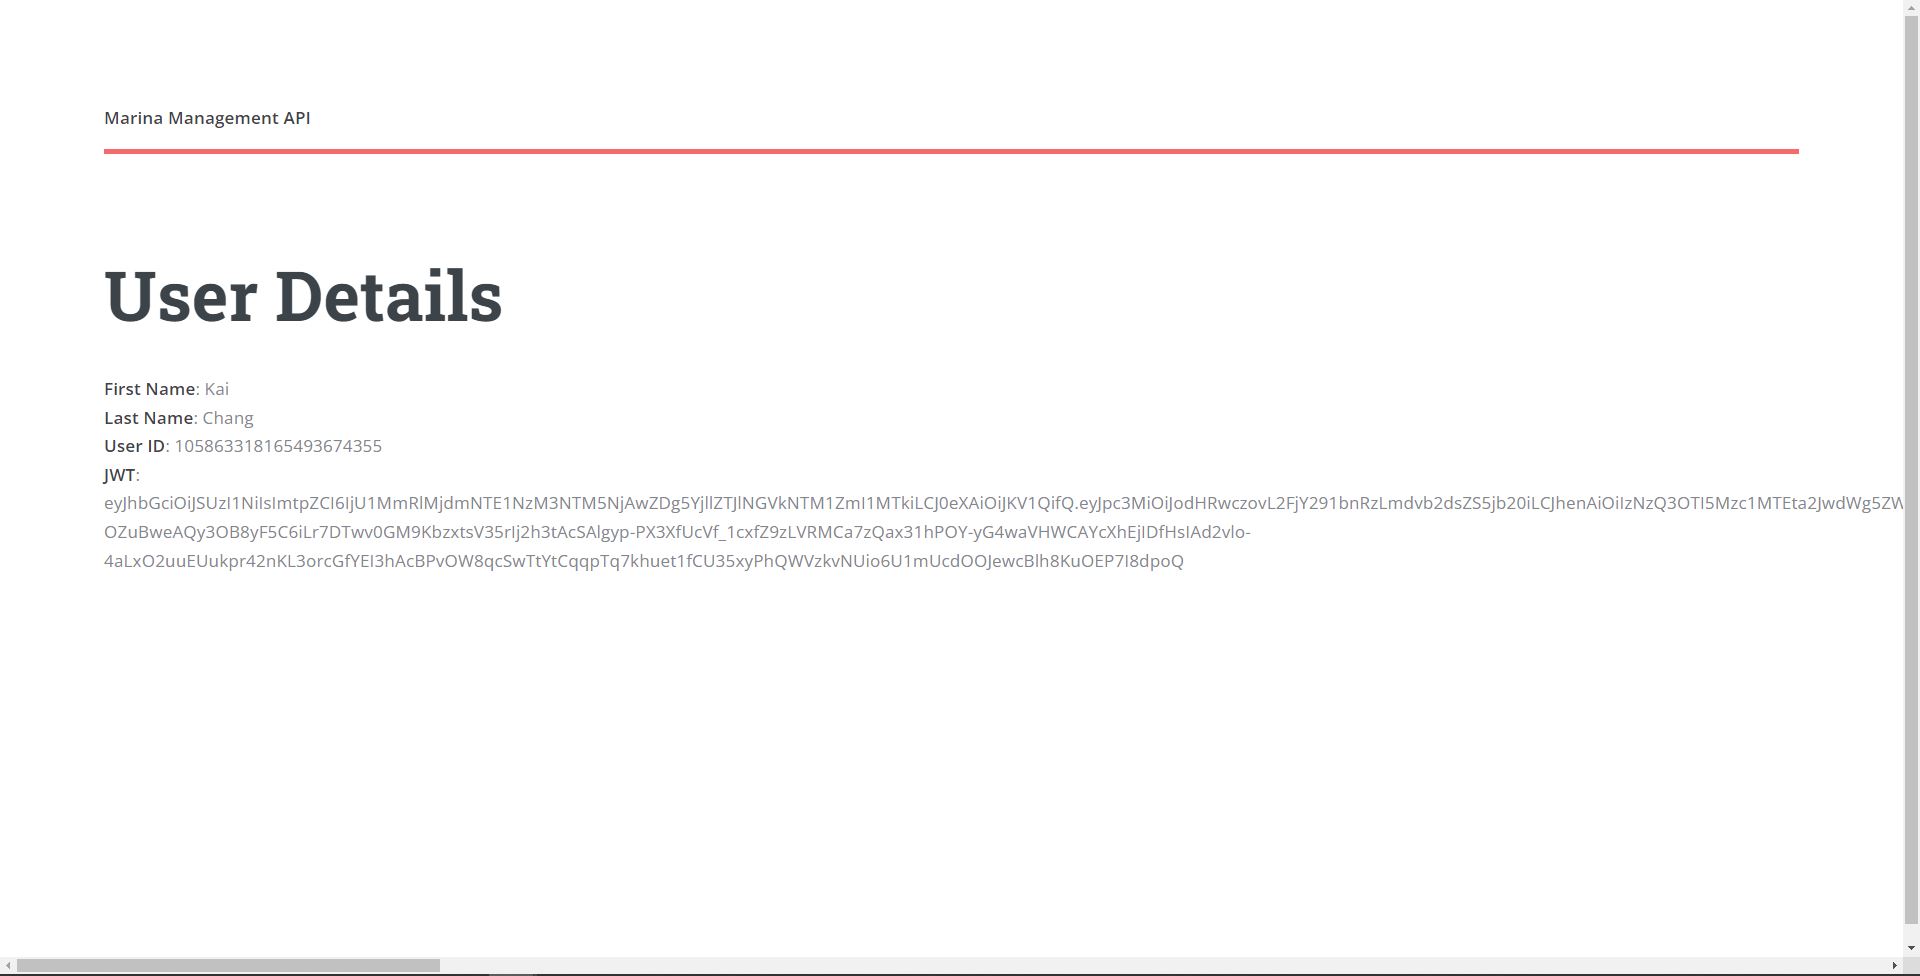 Marina Management API
User Details
First Name: Kai
Last Name: Chang
User ID: 105863318165493674355
JWT:
eyJhbGciOiJSUzI1NiIsImtpZCI6IjU1MmRlMjdmNTE1NzM3NTM5NjAwZDg5YjllZTJlNGVkNTM1ZmI1MTkiLCJ0eXAiOiJKV1QifQ.eyJpc3MiOiJodHRwczovL2FjY291bnRzLmdvb2dsZS5jb20iLCJhenAiOiIzNzQ3OTI5Mzc1MTEta2JwdWg5ZW
OZuBweAQy3OB8yF5C6iLr7DTwv0GM9KbzxtsV35rIj2h3tAcSAlgyp-PX3XfUcVf_1cxfZ9zLVRMCa7zQax31hPOY-yG4waVHWCAYcXhEjIDfHsIAd2vlo-
4aLxO2uuEUukpr42nKL3orcGfYEI3hAcBPvOW8qcSwTtYtCqqpTq7khuet1fCU35xyPhQWVzkvNUio6U1mUcdOOJewcBlh8KuOEP7I8dpoQ